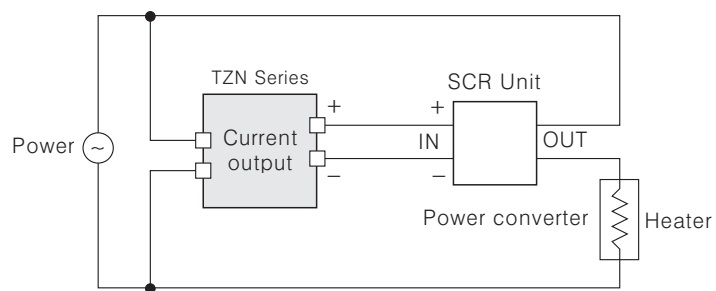 TZN Series
SCR Unit
+
+
Current
output
Power
~
IN
OUT
−
−
Power converter
Heater